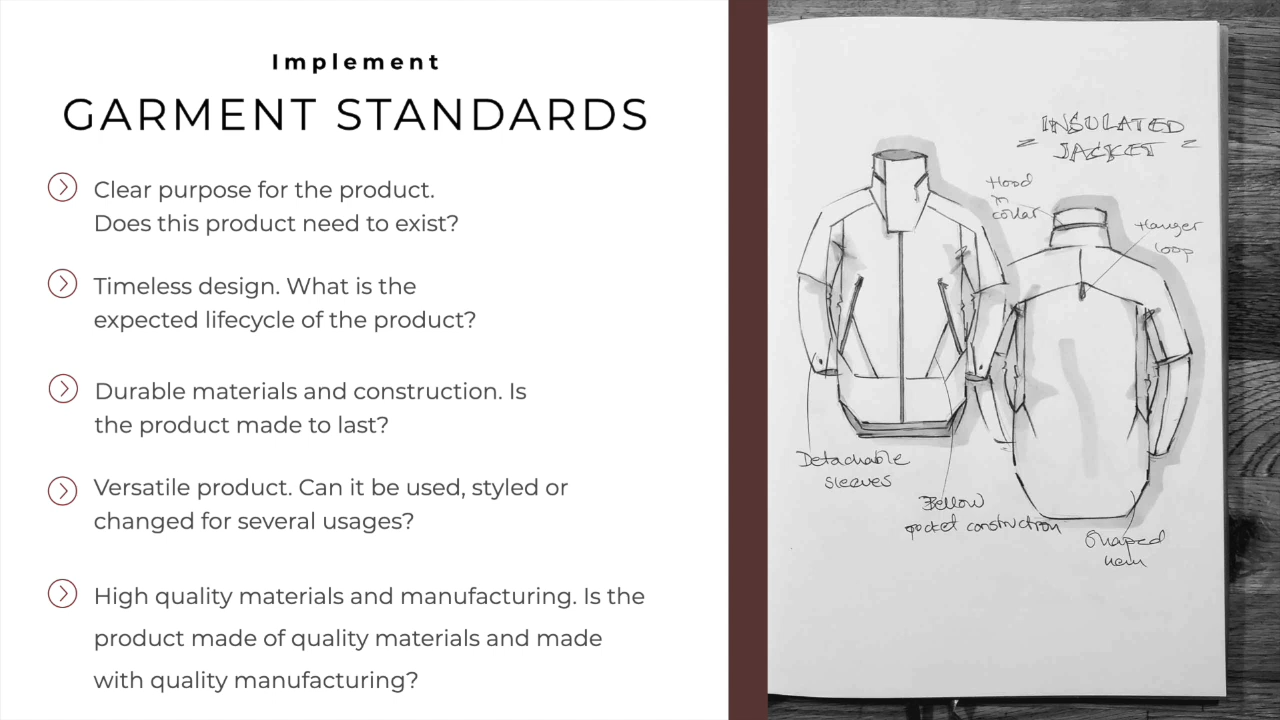 Implement
GARMENT STANDARDS
Clear purpose for the product.
Does this product need to exist?
Timeless design. What is the
expected lifecycle of the product?
Durable materials and construction. Is
the product made to last?
Versatile product. Can it be used, styled or
changed for several usages?
High quality materials and manufacturing. Is the
product made of quality materials and made
with quality manufacturing?
INSULATED
JACKET
Hood
in
collar
Hanger
loop
Detachable
sleeves
Bellow
pocket construction
Shaped
hem